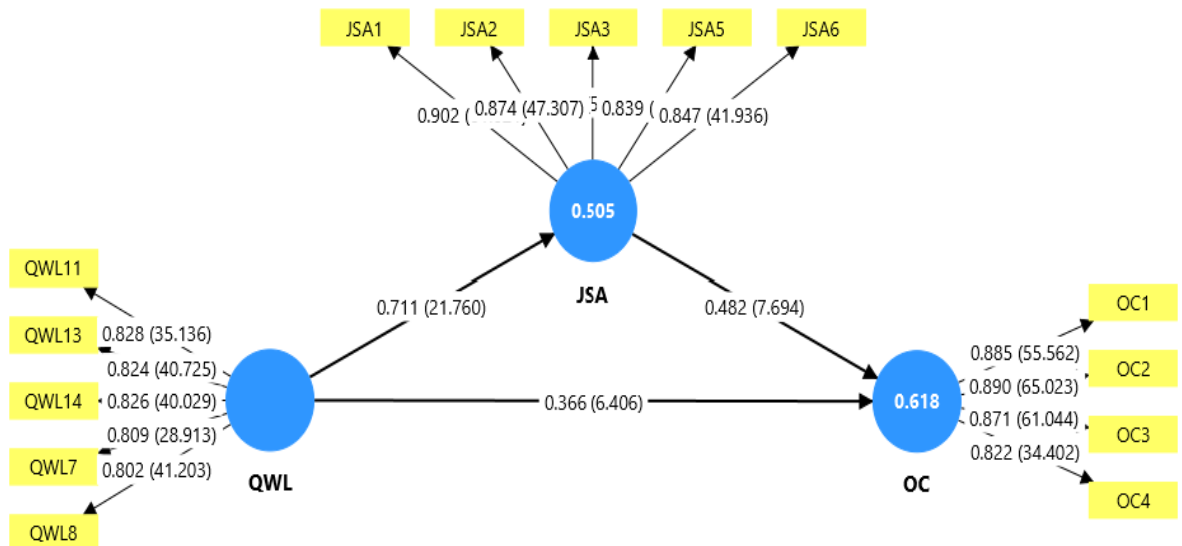 JSA1
JSA2
JSA3
JSA5
JSA6
0.902 (
0.874 (47.307)
5
0.839 (
0.847 (41.936)
0.505
JSA
QWL11
QWL13
QWL14
QWL7
QWL8
0.828 (35.136)
0.824 (40.725)
0.826 (40.029)
0.809 (28.913)
0.802 (41.203)
QWL
0.711 (21.760)
0.482 (7.694)
0.366 (6.406)
0.618
OC
0.885 (55.562)
0.890 (65.023)
0.871 (61.044)
0.822 (34.402)
OC1
OC2
OC3
OC4